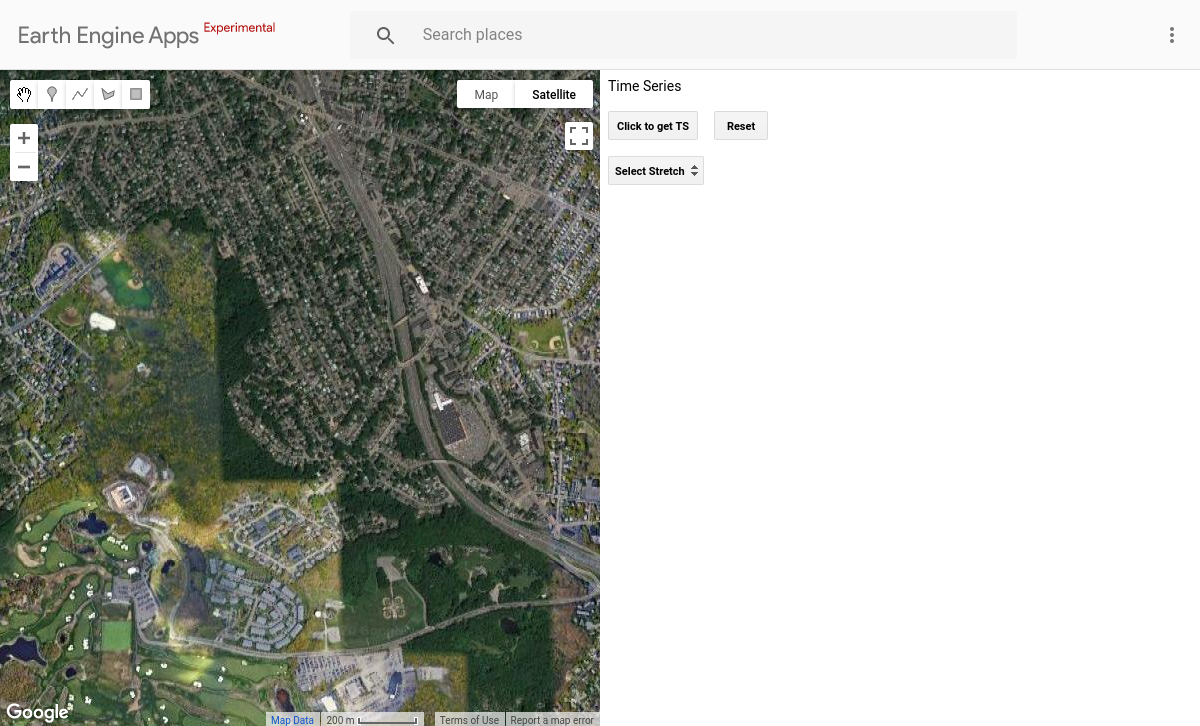 Earth Engine Apps Experimental
Search places
Map
Satellite
+
−
Time Series
Click to get TS
Reset
Select Stretch
Google
Map Data
200 m
Terms of Use
Report a map error